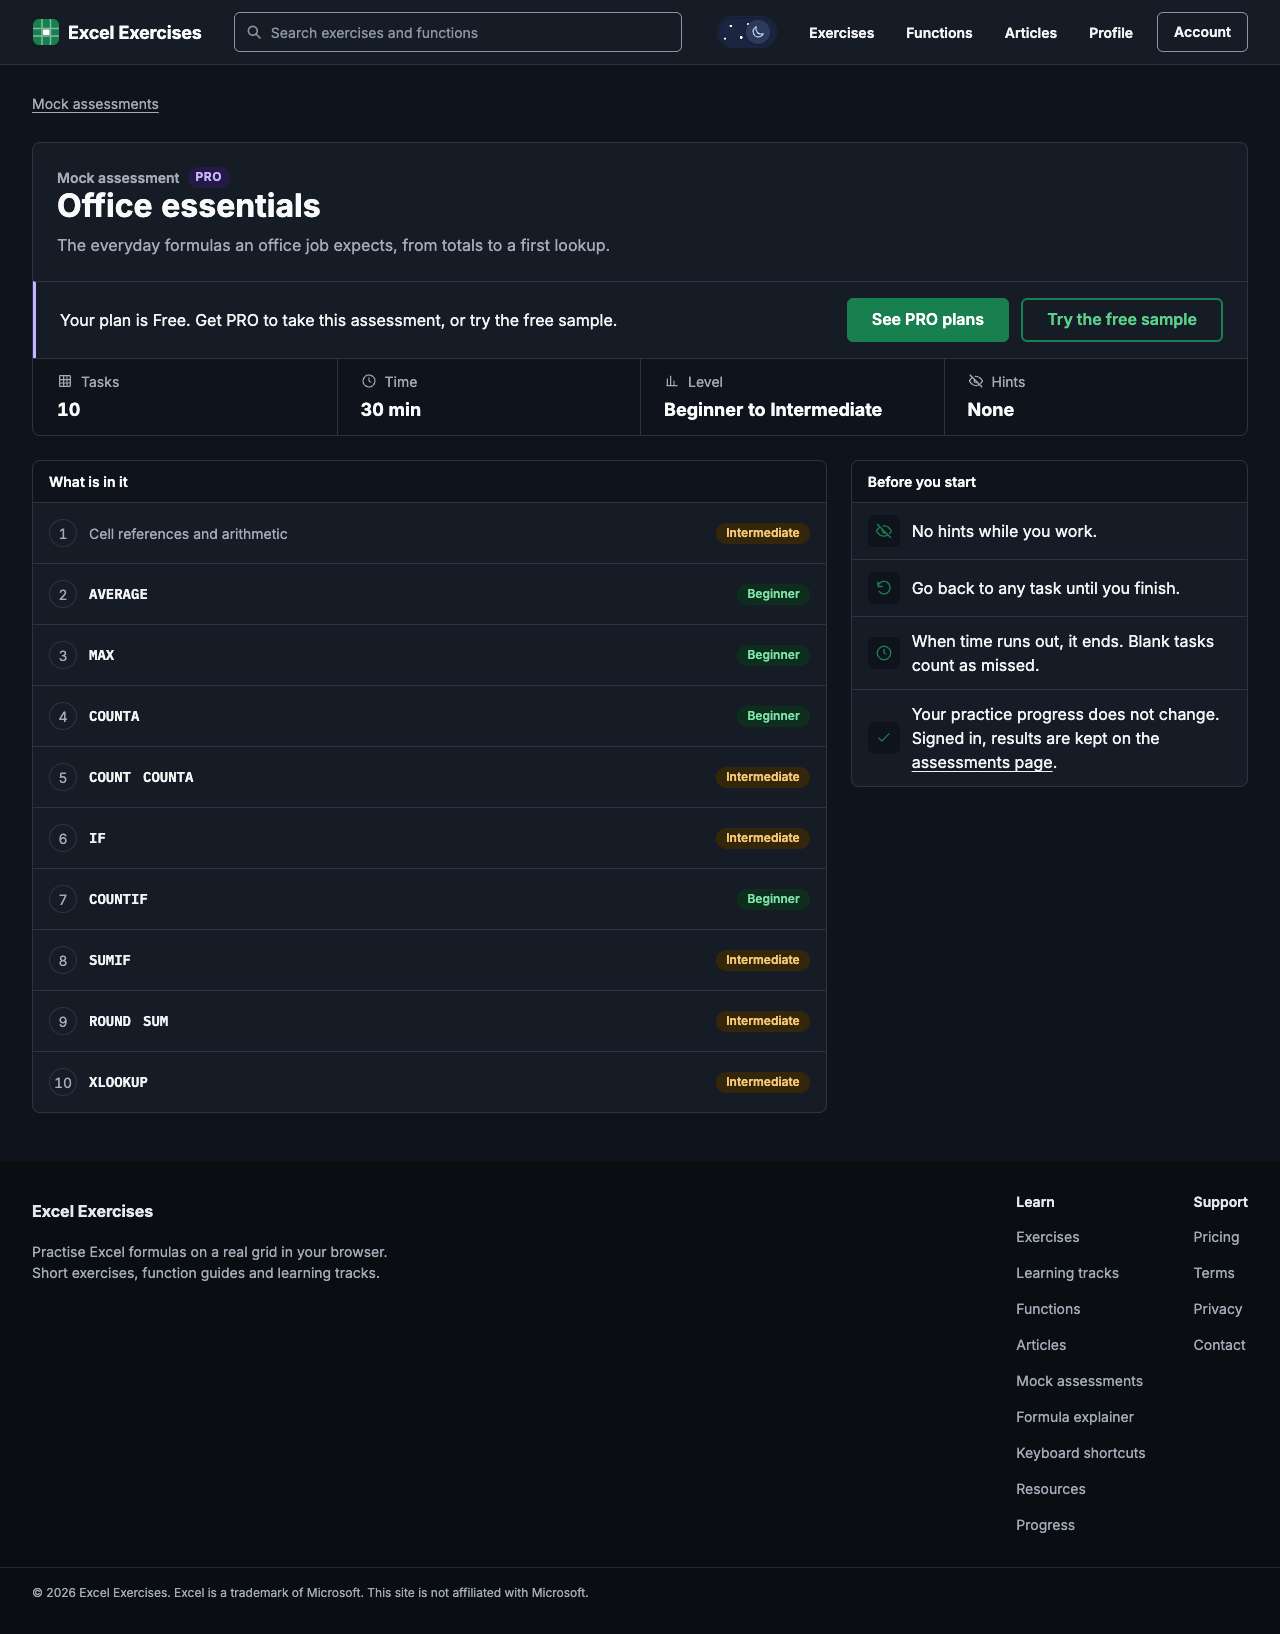 Excel Exercises
Search exercises and functions
Exercises
Functions
Articles
Profile
Account
Mock assessments
Mock assessment PRO
Office essentials
The everyday formulas an office job expects, from totals to a first lookup.
Your plan is Free. Get PRO to take this assessment, or try the free sample.
See PRO plans
Try the free sample
Tasks
10
Time
30 min
Level
Beginner to Intermediate
Hints
None
What is in it
1 Cell references and arithmetic Intermediate
2 AVERAGE Beginner
3 MAX Beginner
4 COUNTA Beginner
5 COUNT COUNTA Intermediate
6 IF Intermediate
7 COUNTIF Beginner
8 SUMIF Intermediate
9 ROUND SUM Intermediate
10 XLOOKUP Intermediate
Before you start
No hints while you work.
Go back to any task until you finish.
When time runs out, it ends. Blank tasks
count as missed.
Your practice progress does not change.
Signed in, results are kept on the
assessments page.
Excel Exercises
Practise Excel formulas on a real grid in your browser.
Short exercises, function guides and learning tracks.
Learn
Exercises
Learning tracks
Functions
Articles
Mock assessments
Formula explainer
Keyboard shortcuts
Resources
Progress
Support
Pricing
Terms
Privacy
Contact
© 2026 Excel Exercises. Excel is a trademark of Microsoft. This site is not affiliated with Microsoft.